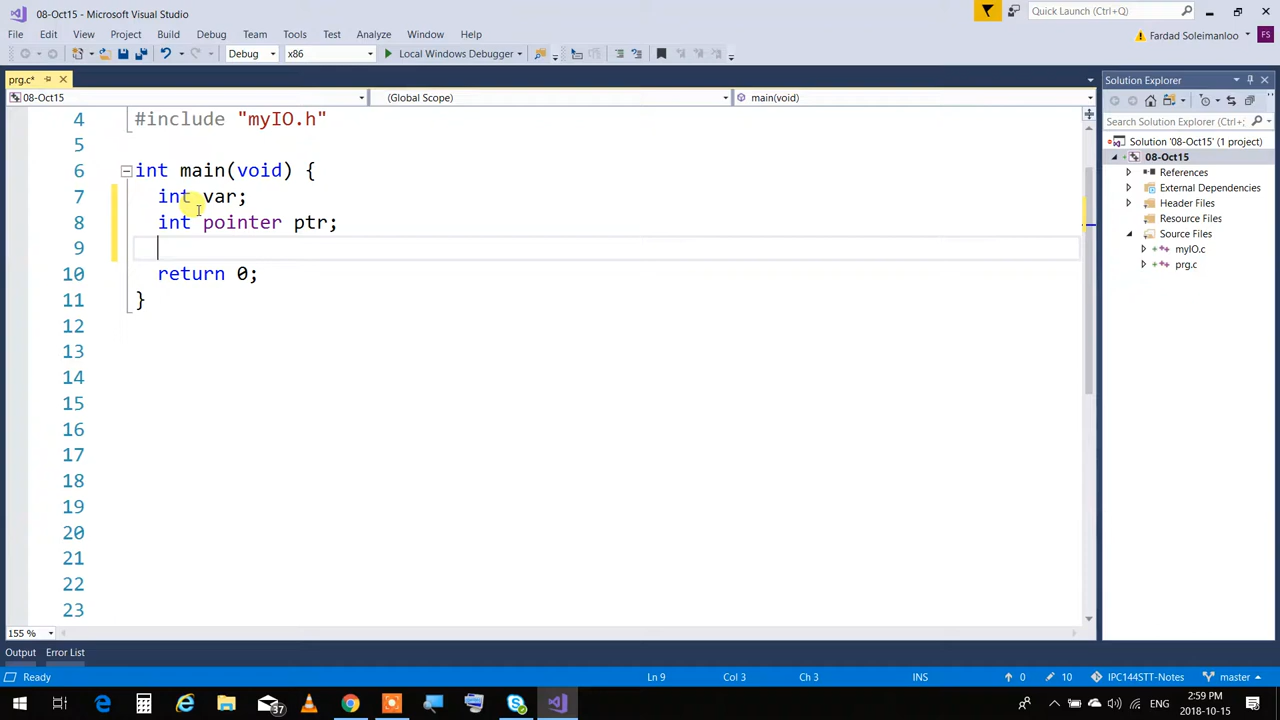 08-Oct15 - Microsoft Visual Studio
Quick Launch (Ctrl+Q)
File Edit View Project Build Debug Team Tools Test Analyze Window Help
Fardad Soleimanloo FS
Debug x86 Local Windows Debugger
prg.c*
Solution Explorer
08-Oct15 (Global Scope) main(void)
Search Solution Explorer (Ctrl+;
Solution '08-Oct15' (1 project)
08-Oct15
References
External Dependencies
Header Files
Resource Files
Source Files
myIO.c
prg.c
4 #include "myIO.h"
5
6 int main(void) {
7 int var;
8 int pointer ptr;
9
10 return 0;
11 }
12
13
14
15
16
17
18
19
20
21
22
23
155 %
Output Error List
Ready Ln 9 Col 3 Ch 3 INS 0 10 IPC144STT-Notes master
37
ENG
2:59 PM
2018-10-15